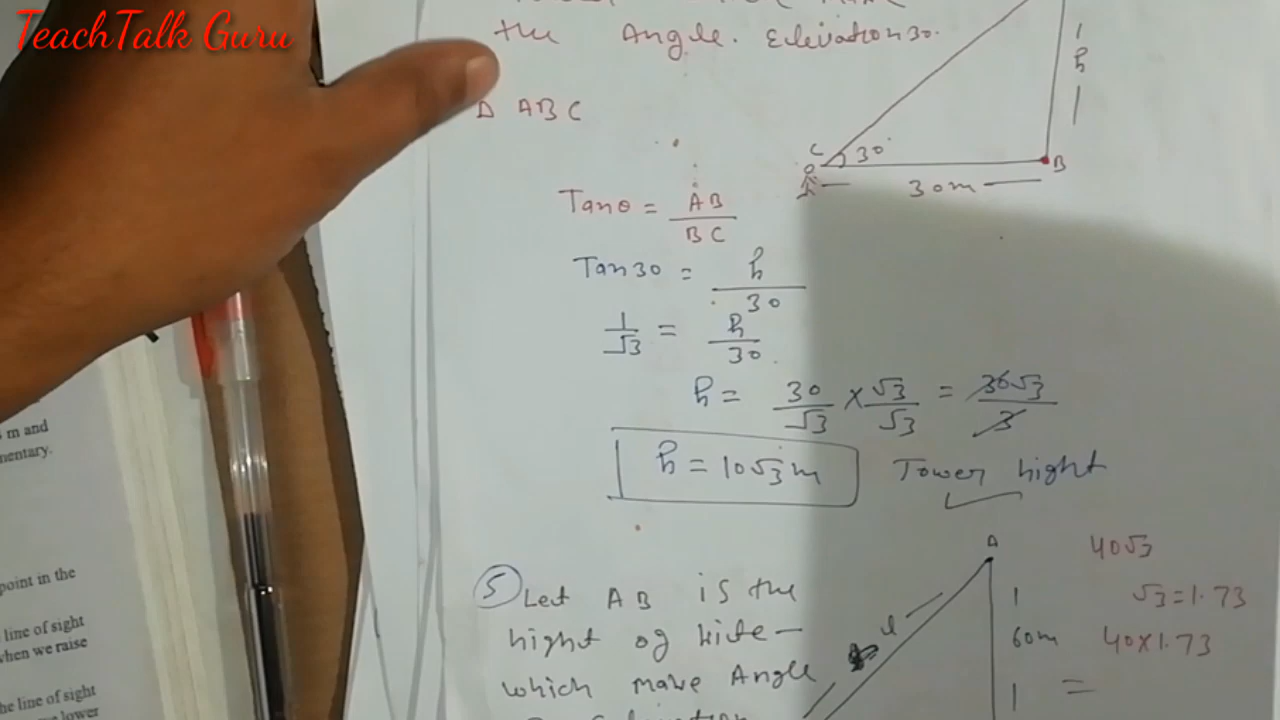 TeachTalk Guru
the Angle. Elevation 30.
Δ ABC
C 30° B
30m
h
Tanθ = AB / BC
Tan30 = h / 30
1/√3 = h/30.
h = 30/√3 × √3/√3 = 30√3/3
h = 10√3 m Tower hight
A
40√3
⑤ Let AB is the
√3=1.73
hight og kite-
l
60m
40×1.73
which make Angle
=
m and
mentary.
point in the
line of sight
when we raise
the line of sight
lower